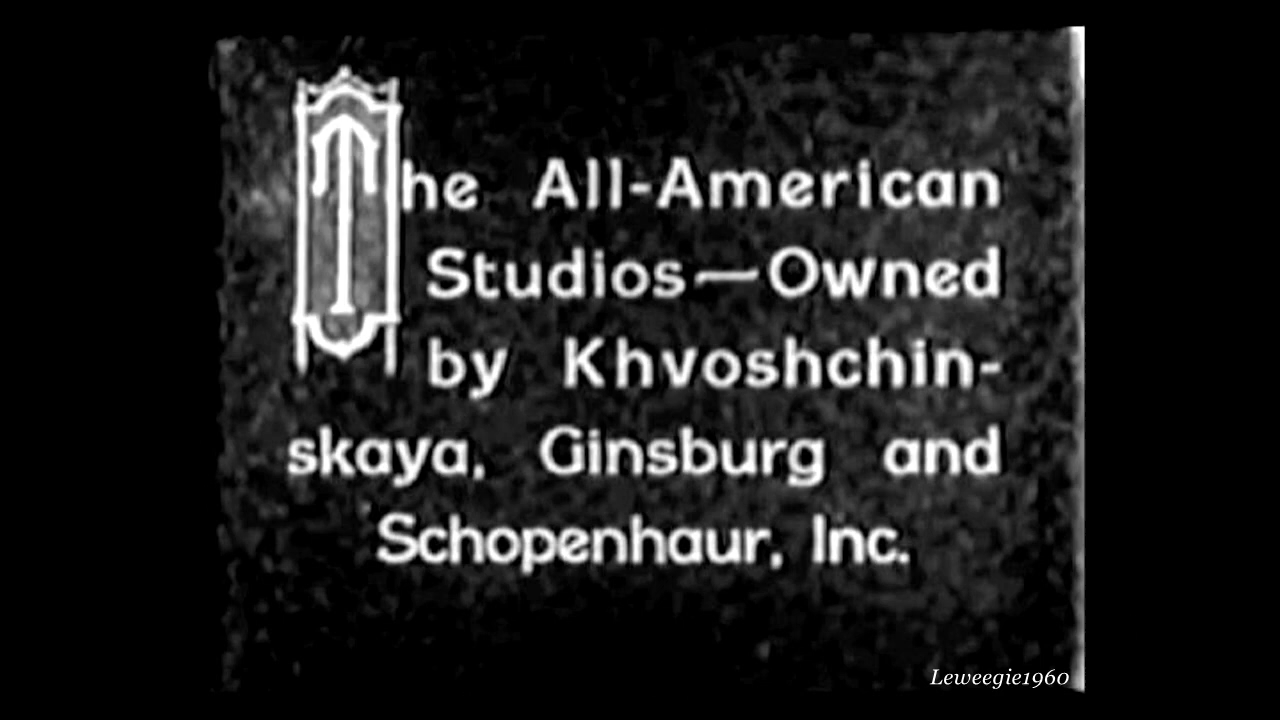 The All-American
Studios—Owned
by Khvoshchin-
skaya, Ginsburg and
Schopenhaur, Inc.
Leweegie1960